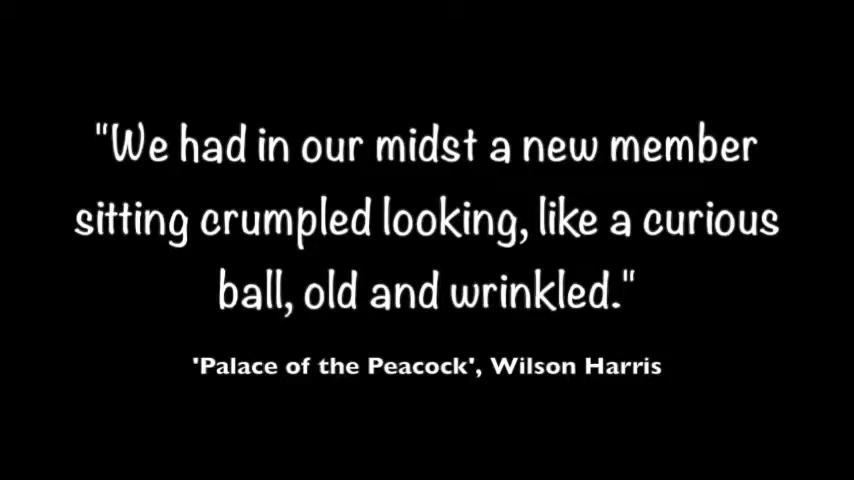 "We had in our midst a new member
sitting crumpled looking, like a curious
ball, old and wrinkled."
'Palace of the Peacock', Wilson Harris